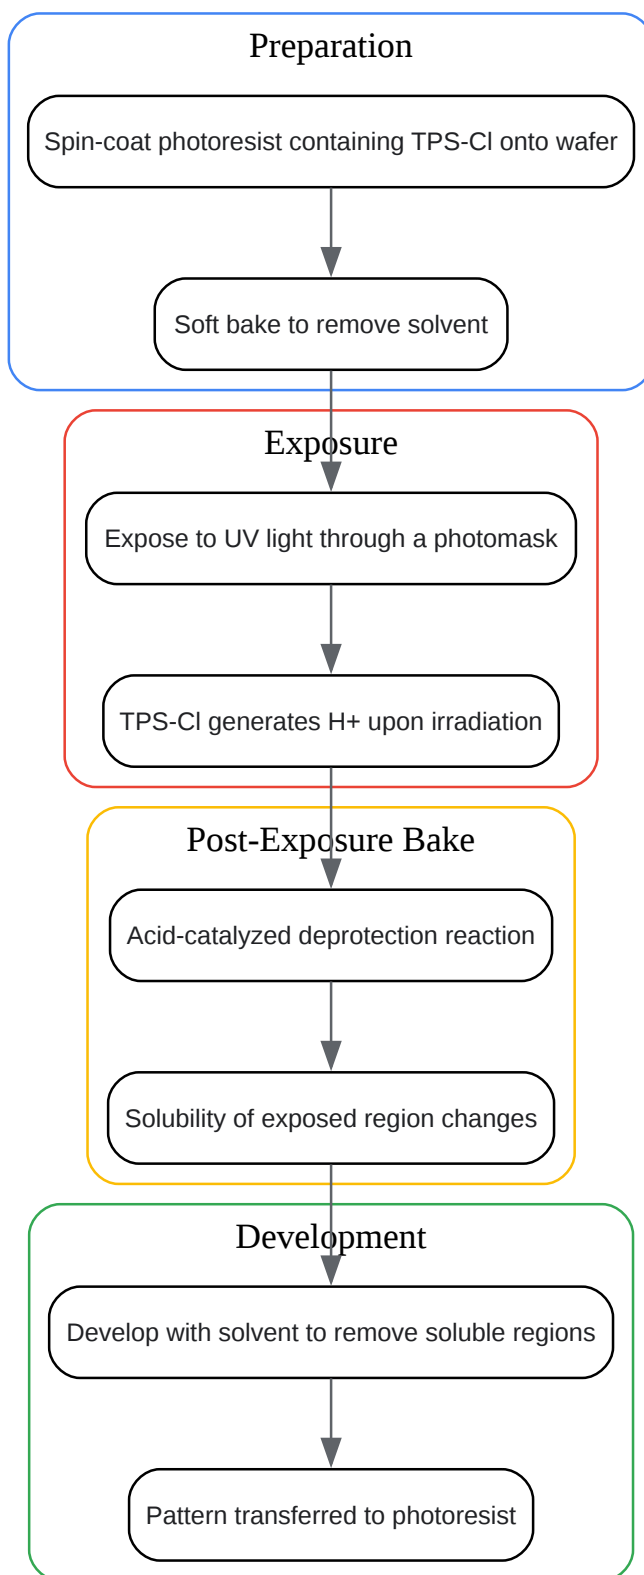 Preparation
Spin-coat photoresist containing TPS-Cl onto wafer
Soft bake to remove solvent
Exposure
Expose to UV light through a photomask
TPS-Cl generates H+ upon irradiation
Post-Exposure Bake
Acid-catalyzed deprotection reaction
Solubility of exposed region changes
Development
Develop with solvent to remove soluble regions
Pattern transferred to photoresist